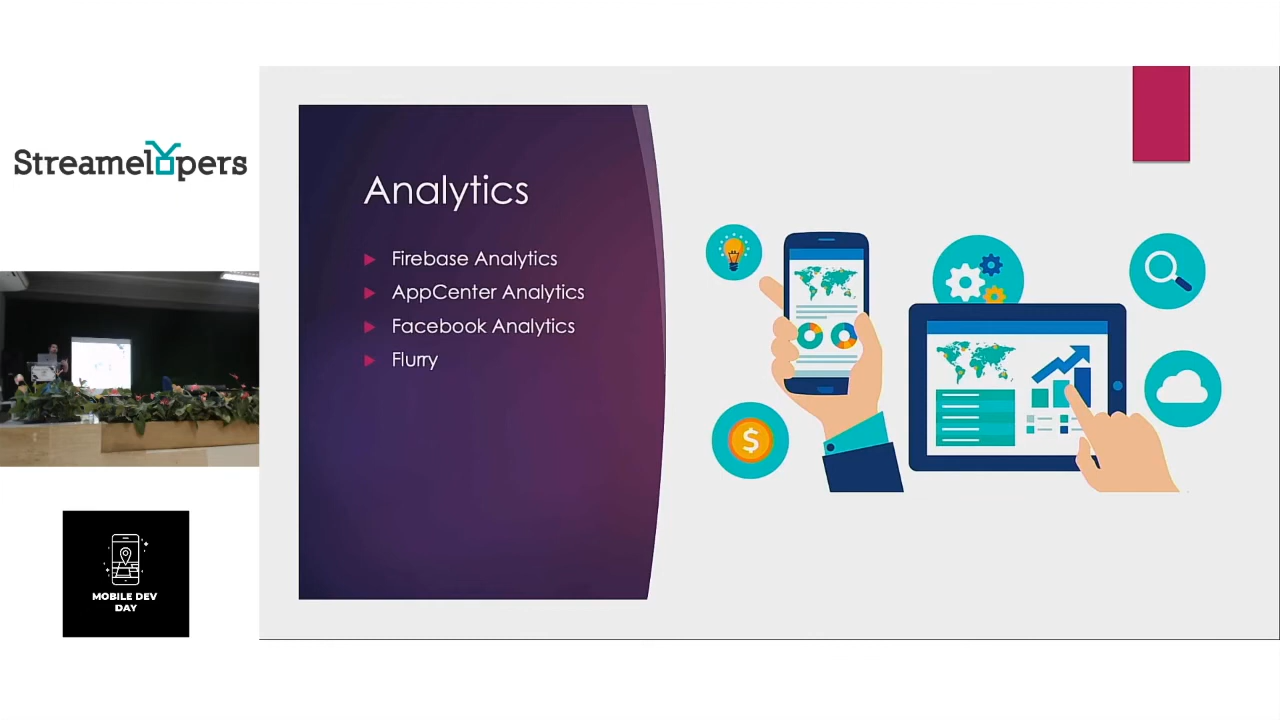 Streamelopers
MOBILE DEV
DAY
Analytics
Firebase Analytics
AppCenter Analytics
Facebook Analytics
Flurry
$